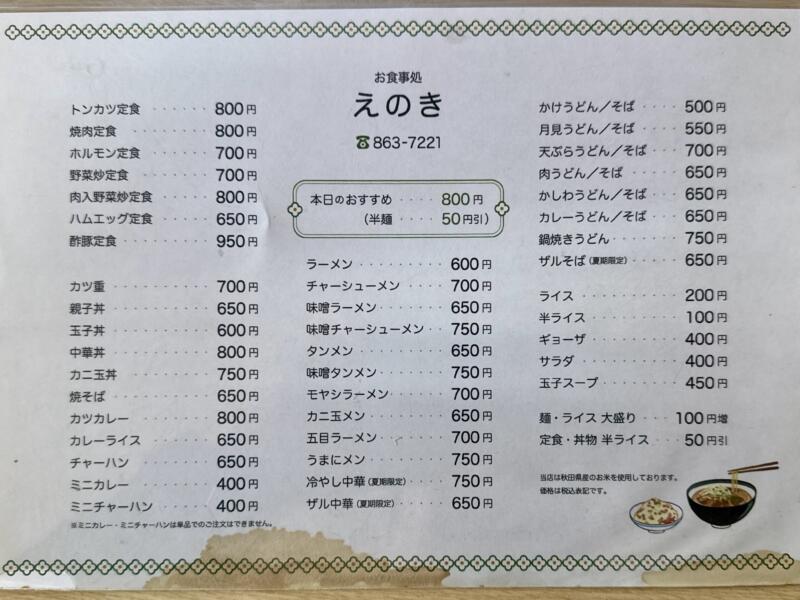 お食事処
えのき
☎863-7221
本日のおすすめ ････ 800円
(半麺 ････ 50円引)
トンカツ定食 ･･････ 800円
焼肉定食 ･･････ 800円
ホルモン定食 ･･････ 700円
野菜炒定食 ･･････ 700円
肉入野菜炒定食 ････ 800円
ハムエッグ定食 ････ 650円
酢豚定食 ･･････ 950円
カツ重 ･･････ 700円
親子丼 ･･････ 650円
玉子丼 ･･････ 600円
中華丼 ･･････ 800円
カニ玉丼 ･･････ 750円
焼そば ･･････ 650円
カツカレー ･･････ 800円
カレーライス ･･････ 650円
チャーハン ･･････ 650円
ミニカレー ･･････ 400円
ミニチャーハン ････ 400円
※ミニカレー・ミニチャーハンは単品でのご注文はできません。
ラーメン ･･････ 600円
チャーシューメン ････ 700円
味噌ラーメン ･･････ 650円
味噌チャーシューメン ･･ 750円
タンメン ･･････ 650円
味噌タンメン ･･････ 750円
モヤシラーメン ････ 700円
カニ玉メン ･･････ 650円
五目ラーメン ･･････ 700円
うまにメン ･･････ 750円
冷やし中華(夏期限定) ････ 750円
ザル中華(夏期限定) ････ 650円
かけうどん／そば ････ 500円
月見うどん／そば ････ 550円
天ぷらうどん／そば ･･･ 700円
肉うどん／そば ････ 650円
かしわうどん／そば ･･･ 650円
カレーうどん／そば ･･･ 650円
鍋焼きうどん ･･････ 750円
ザルそば(夏期限定) ････ 650円
ライス ･･････ 200円
半ライス ･･････ 100円
ギョーザ ･･････ 400円
サラダ ･･････ 400円
玉子スープ ･･････ 450円
麺・ライス 大盛り ･･･ 100円増
定食・丼物 半ライス ･･･ 50円引
当店は秋田県産のお米を使用しております。
価格は税込表記です。